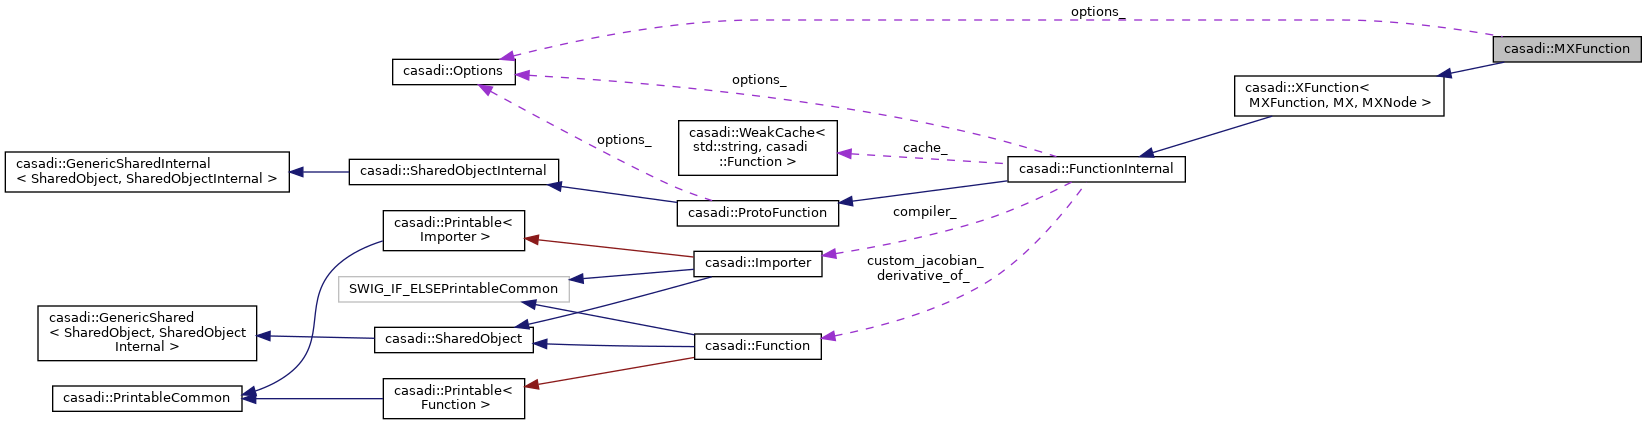 options_
casadi::MXFunction
casadi::Options
options_
casadi::XFunction<
MXFunction, MX, MXNode >
casadi::WeakCache<
std::string, casadi
::Function >
options_
cache_
casadi::GenericSharedInternal
< SharedObject, SharedObjectInternal >
casadi::SharedObjectInternal
casadi::FunctionInternal
casadi::ProtoFunction
compiler_
casadi::Printable<
Importer >
casadi::Importer
custom_jacobian_
derivative_of_
SWIG_IF_ELSEPrintableCommon
casadi::GenericShared
< SharedObject, SharedObject
Internal >
casadi::SharedObject
casadi::Function
casadi::PrintableCommon
casadi::Printable<
Function >